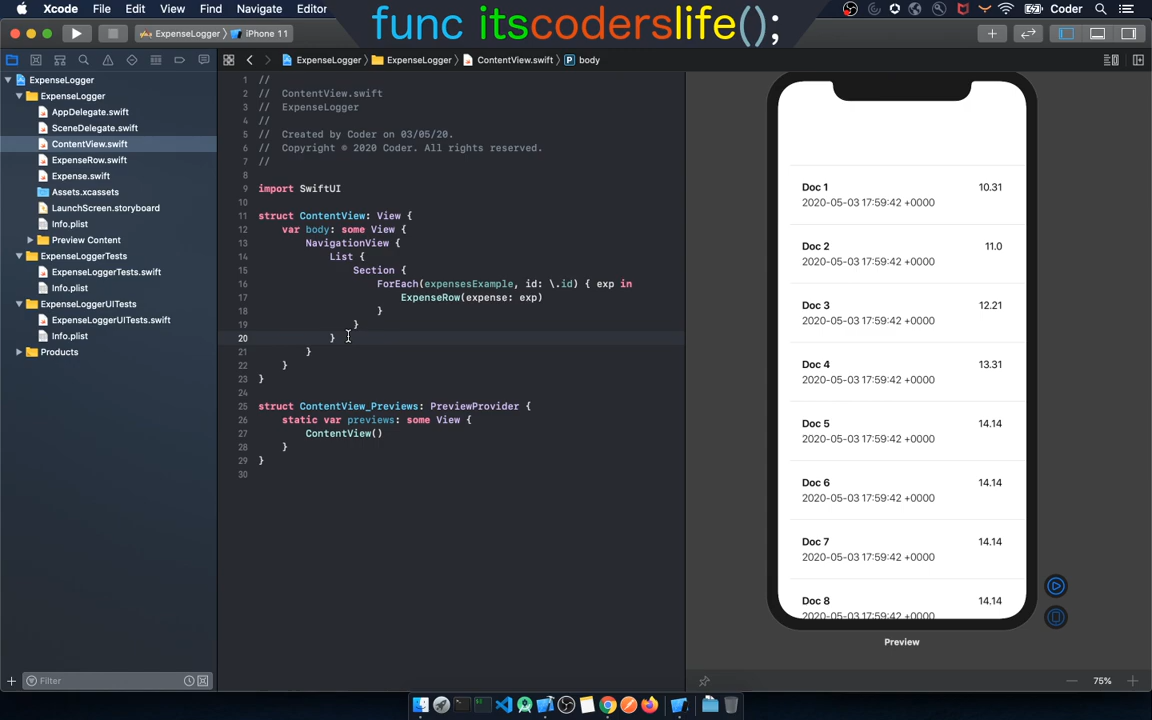 Xcode File Edit View Find Navigate Editor
func itscoderslife();
Coder
ExpenseLogger iPhone 11
ExpenseLogger ExpenseLogger ContentView.swift P body
ExpenseLogger
ExpenseLogger
AppDelegate.swift
SceneDelegate.swift
ContentView.swift
ExpenseRow.swift
Expense.swift
Assets.xcassets
LaunchScreen.storyboard
Info.plist
Preview Content
ExpenseLoggerTests
ExpenseLoggerTests.swift
Info.plist
ExpenseLoggerUITests
ExpenseLoggerUITests.swift
Info.plist
Products
Filter
1 //
2 // ContentView.swift
3 // ExpenseLogger
4 //
5 // Created by Coder on 03/05/20.
6 // Copyright © 2020 Coder. All rights reserved.
7 //
8
9 import SwiftUI
10
11 struct ContentView: View {
12 var body: some View {
13 NavigationView {
14 List {
15 Section {
16 ForEach(expensesExample, id: \.id) { exp in
17 ExpenseRow(expense: exp)
18 }
19 }
20 }
21 }
22 }
23 }
24
25 struct ContentView_Previews: PreviewProvider {
26 static var previews: some View {
27 ContentView()
28 }
29 }
30
Doc 1 10.31
2020-05-03 17:59:42 +0000
Doc 2 11.0
2020-05-03 17:59:42 +0000
Doc 3 12.21
2020-05-03 17:59:42 +0000
Doc 4 13.31
2020-05-03 17:59:42 +0000
Doc 5 14.14
2020-05-03 17:59:42 +0000
Doc 6 14.14
2020-05-03 17:59:42 +0000
Doc 7 14.14
2020-05-03 17:59:42 +0000
Doc 8 14.14
2020-05-03 17:59:42 +0000
Preview
75%